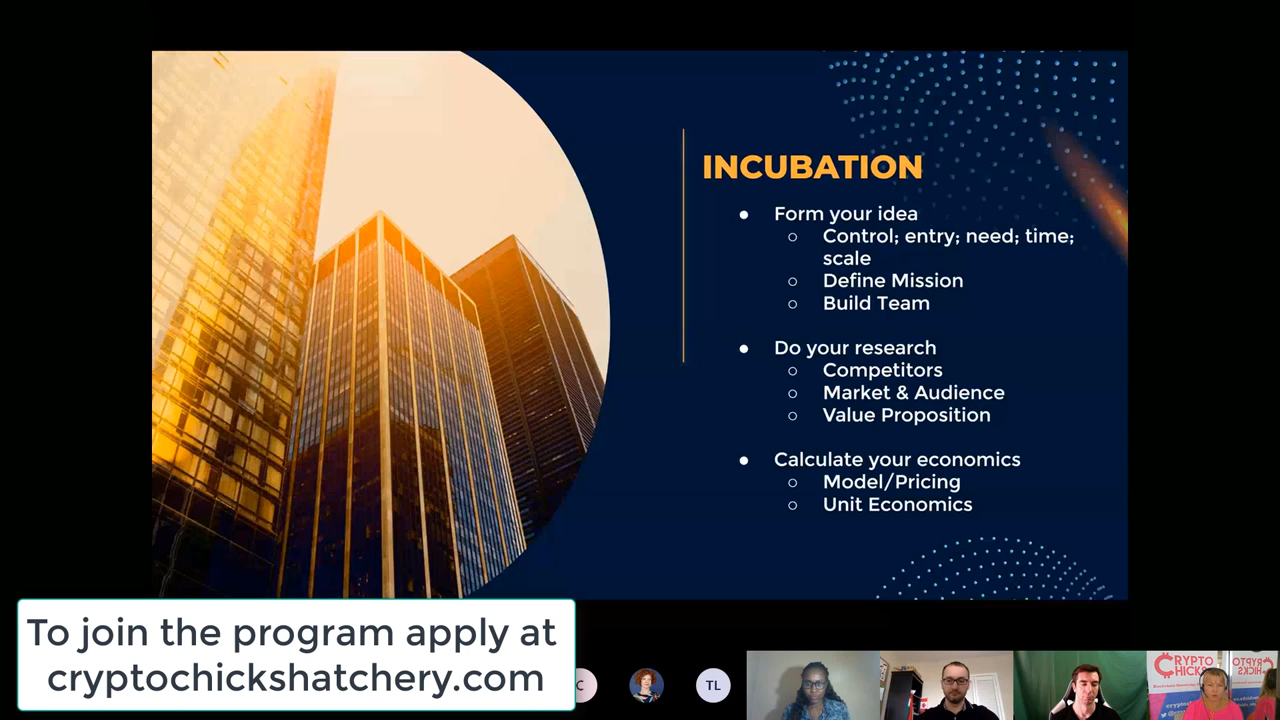 INCUBATION
● Form your idea
○ Control; entry; need; time;
scale
○ Define Mission
○ Build Team
● Do your research
○ Competitors
○ Market & Audience
○ Value Proposition
● Calculate your economics
○ Model/Pricing
○ Unit Economics
To join the program apply at
cryptochickshatchery.com
C
TL
CRYPTO
CHICKS